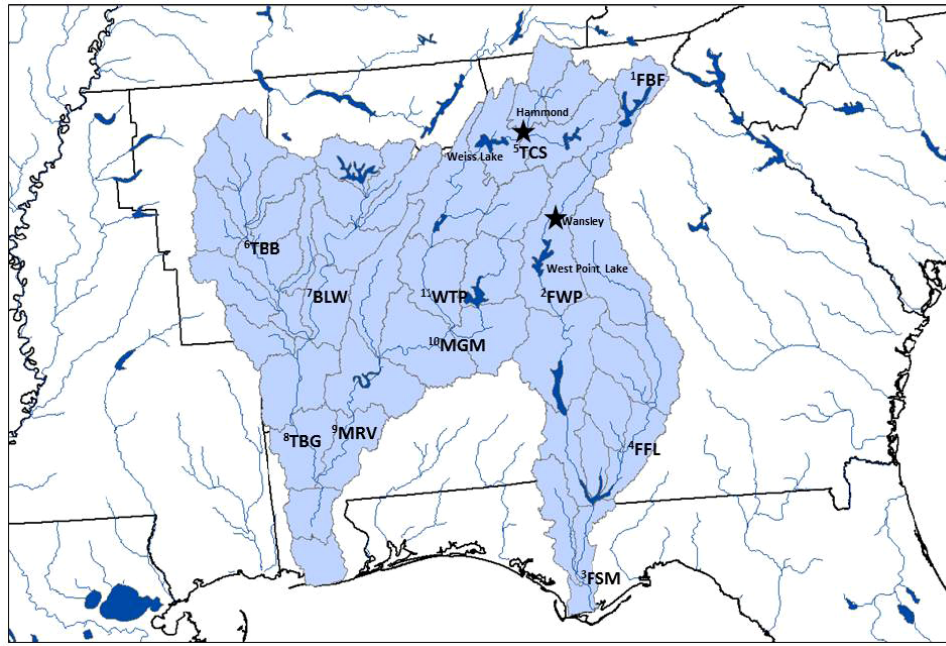 ¹FBF
Hammond
⁵TCS
Weiss Lake
Wansley
⁶TBB
West Point Lake
⁷BLW
¹¹WTP
²FWP
¹⁰MGM
⁹MRV
⁸TBG
⁴FFL
³FSM